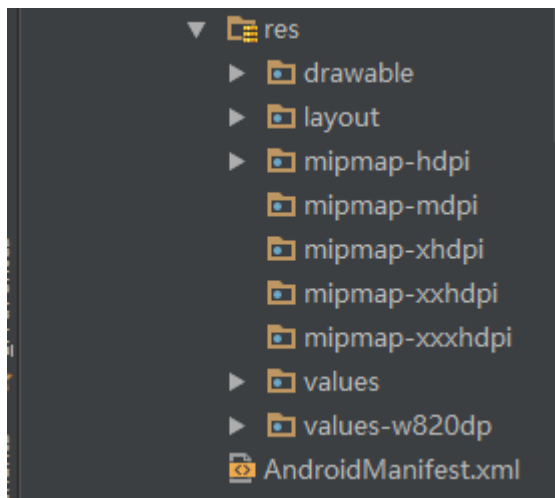 res
drawable
layout
mipmap-hdpi
mipmap-mdpi
mipmap-xhdpi
mipmap-xxhdpi
mipmap-xxxhdpi
values
values-w820dp
AndroidManifest.xml